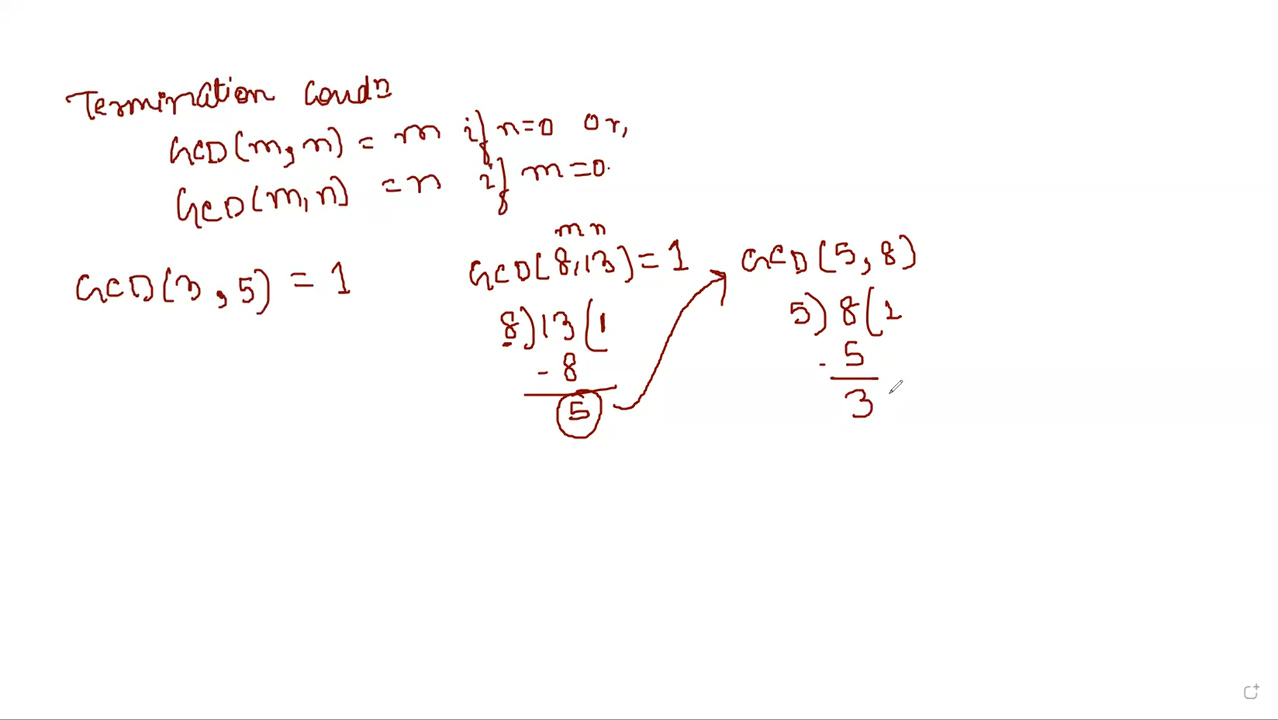 Termination condn
GCD(m, n) = m if n=0 or,
GCD(m, n) = n if m=0.
m n
GCD(3, 5) = 1 GCD(8, 13) = 1 GCD(5, 8)
8) 13 (1 5) 8 (1
- 8 - 5
5 3